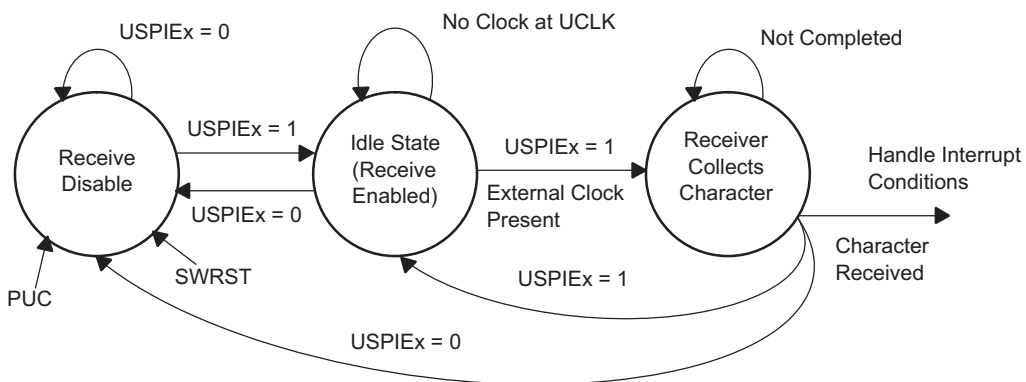 USPIEx = 0
No Clock at UCLK
Not Completed
Receive
Disable
USPIEx = 1
USPIEx = 0
Idle State
(Receive
Enabled)
USPIEx = 1
External Clock
Present
Receiver
Collects
Character
Handle Interrupt
Conditions
Character
Received
PUC
SWRST
USPIEx = 1
USPIEx = 0